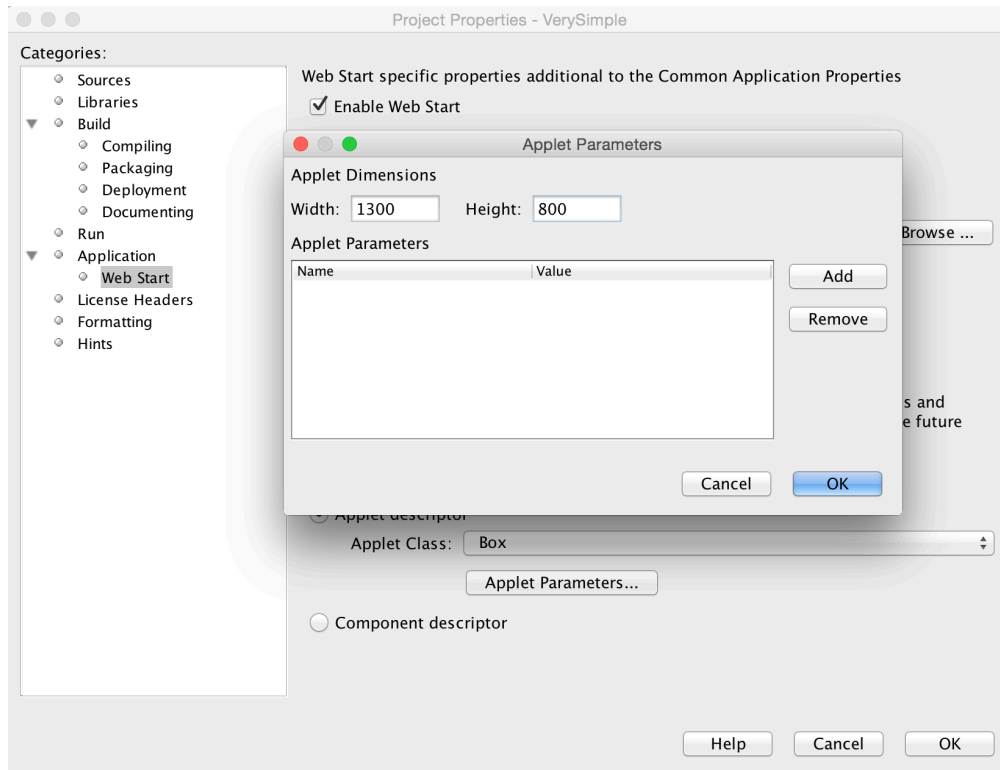 Project Properties - VerySimple
Categories:
Sources
Libraries
Build
Compiling
Packaging
Deployment
Documenting
Run
Application
Web Start
License Headers
Formatting
Hints
Web Start specific properties additional to the Common Application Properties
Enable Web Start
Applet Parameters
Applet Dimensions
Width: 1300 Height: 800
Applet Parameters
Name Value
Add
Remove
Cancel OK
Browse ...
s and
e future
Applet descriptor
Applet Class: Box
Applet Parameters...
Component descriptor
Help Cancel OK